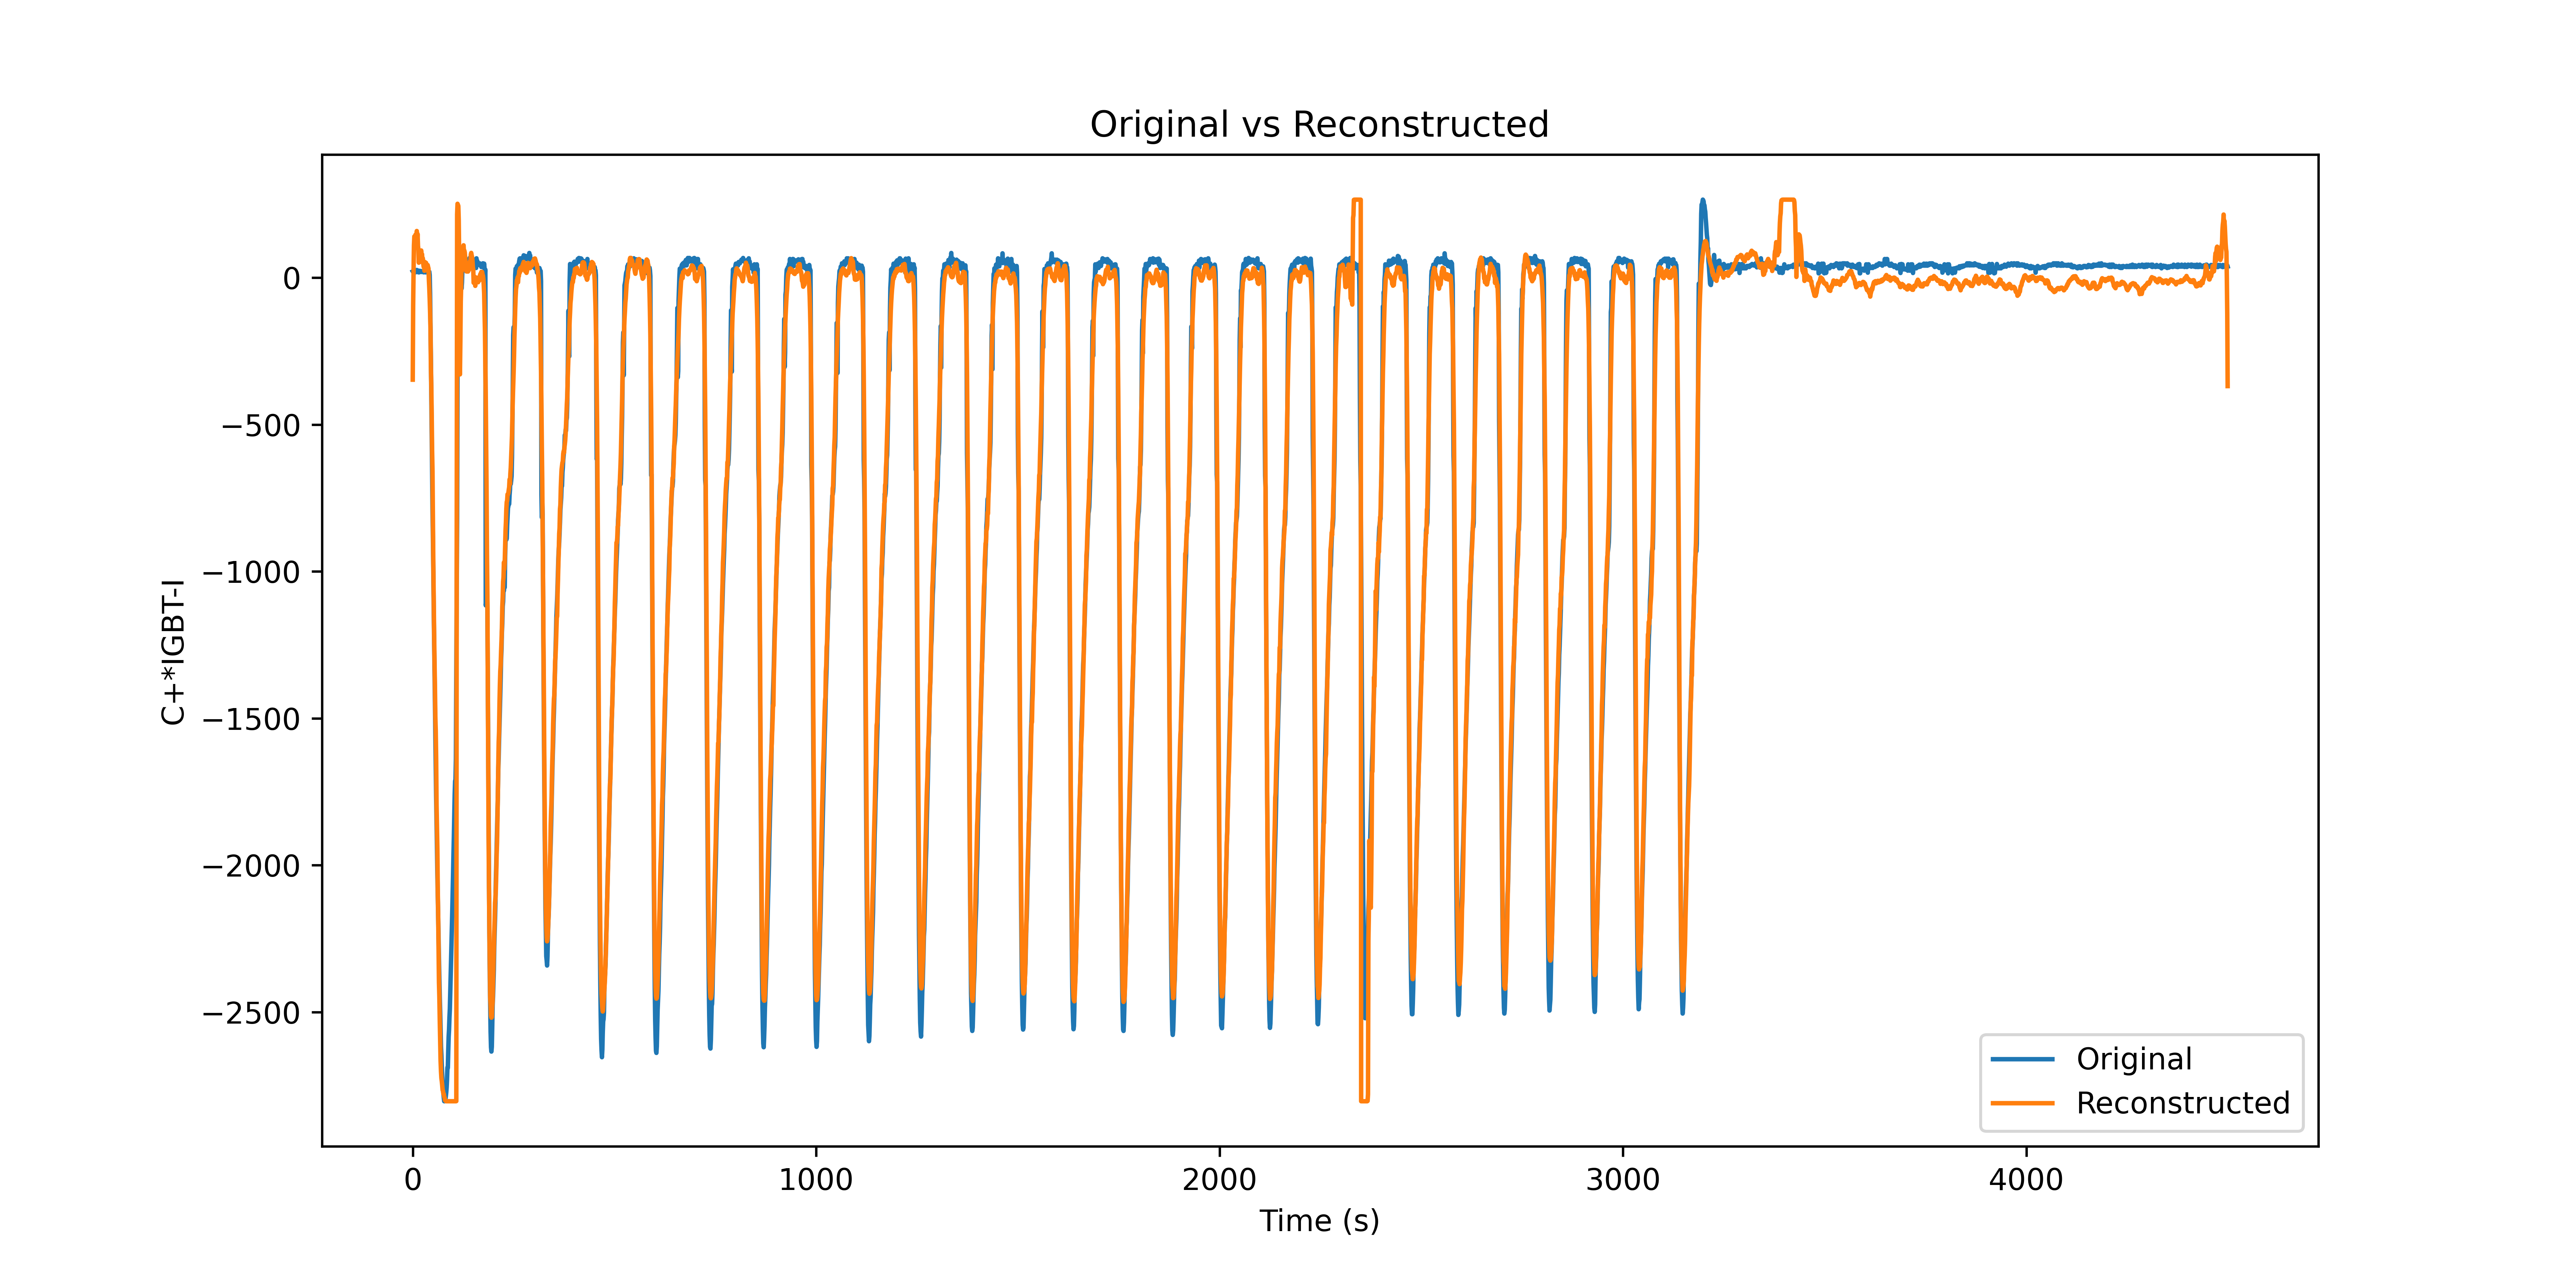 Original vs Reconstructed
C+*IGBT-I
0
−500
−1000
−1500
−2000
−2500
0 1000 2000 3000 4000
Time (s)
Original
Reconstructed